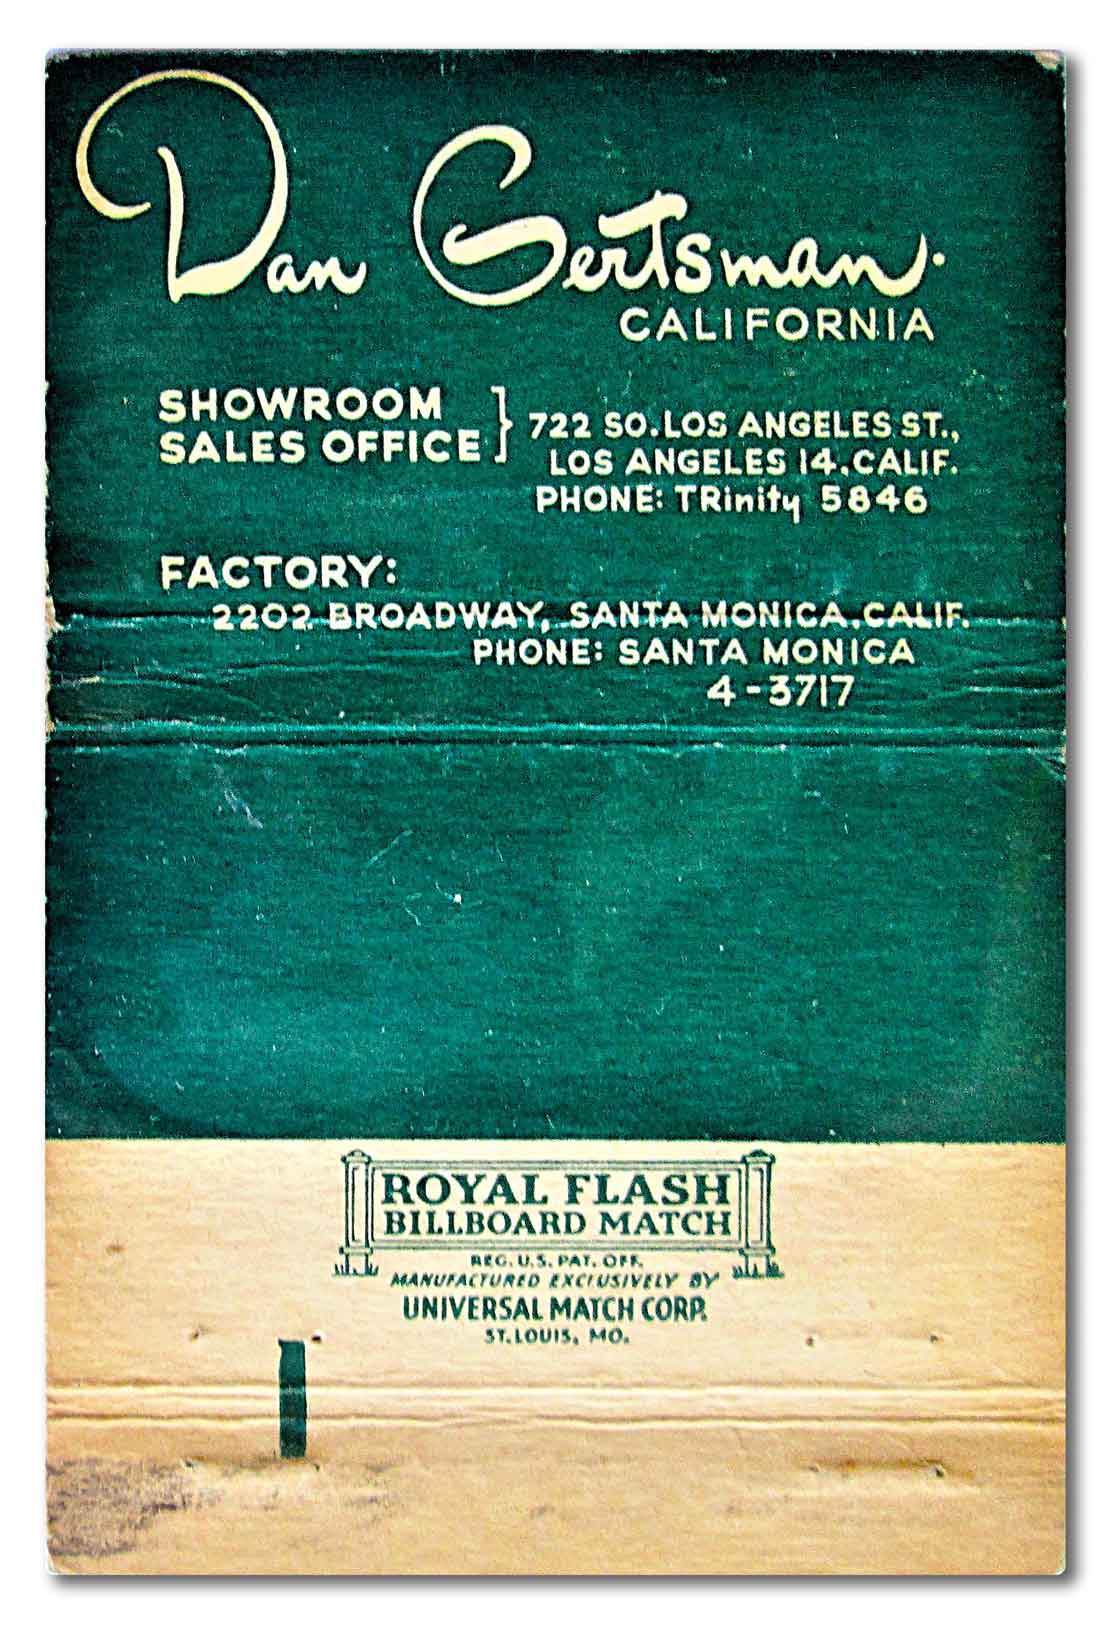 Dan Gertsman.
CALIFORNIA
SHOWROOM
SALES OFFICE
722 SO. LOS ANGELES ST.,
LOS ANGELES 14. CALIF.
PHONE: TRinity 5846
FACTORY:
2202 BROADWAY, SANTA MONICA. CALIF.
PHONE: SANTA MONICA
4-3717
ROYAL FLASH
BILLBOARD MATCH
REG. U.S. PAT. OFF.
MANUFACTURED EXCLUSIVELY BY
UNIVERSAL MATCH CORP.
ST. LOUIS, MO.